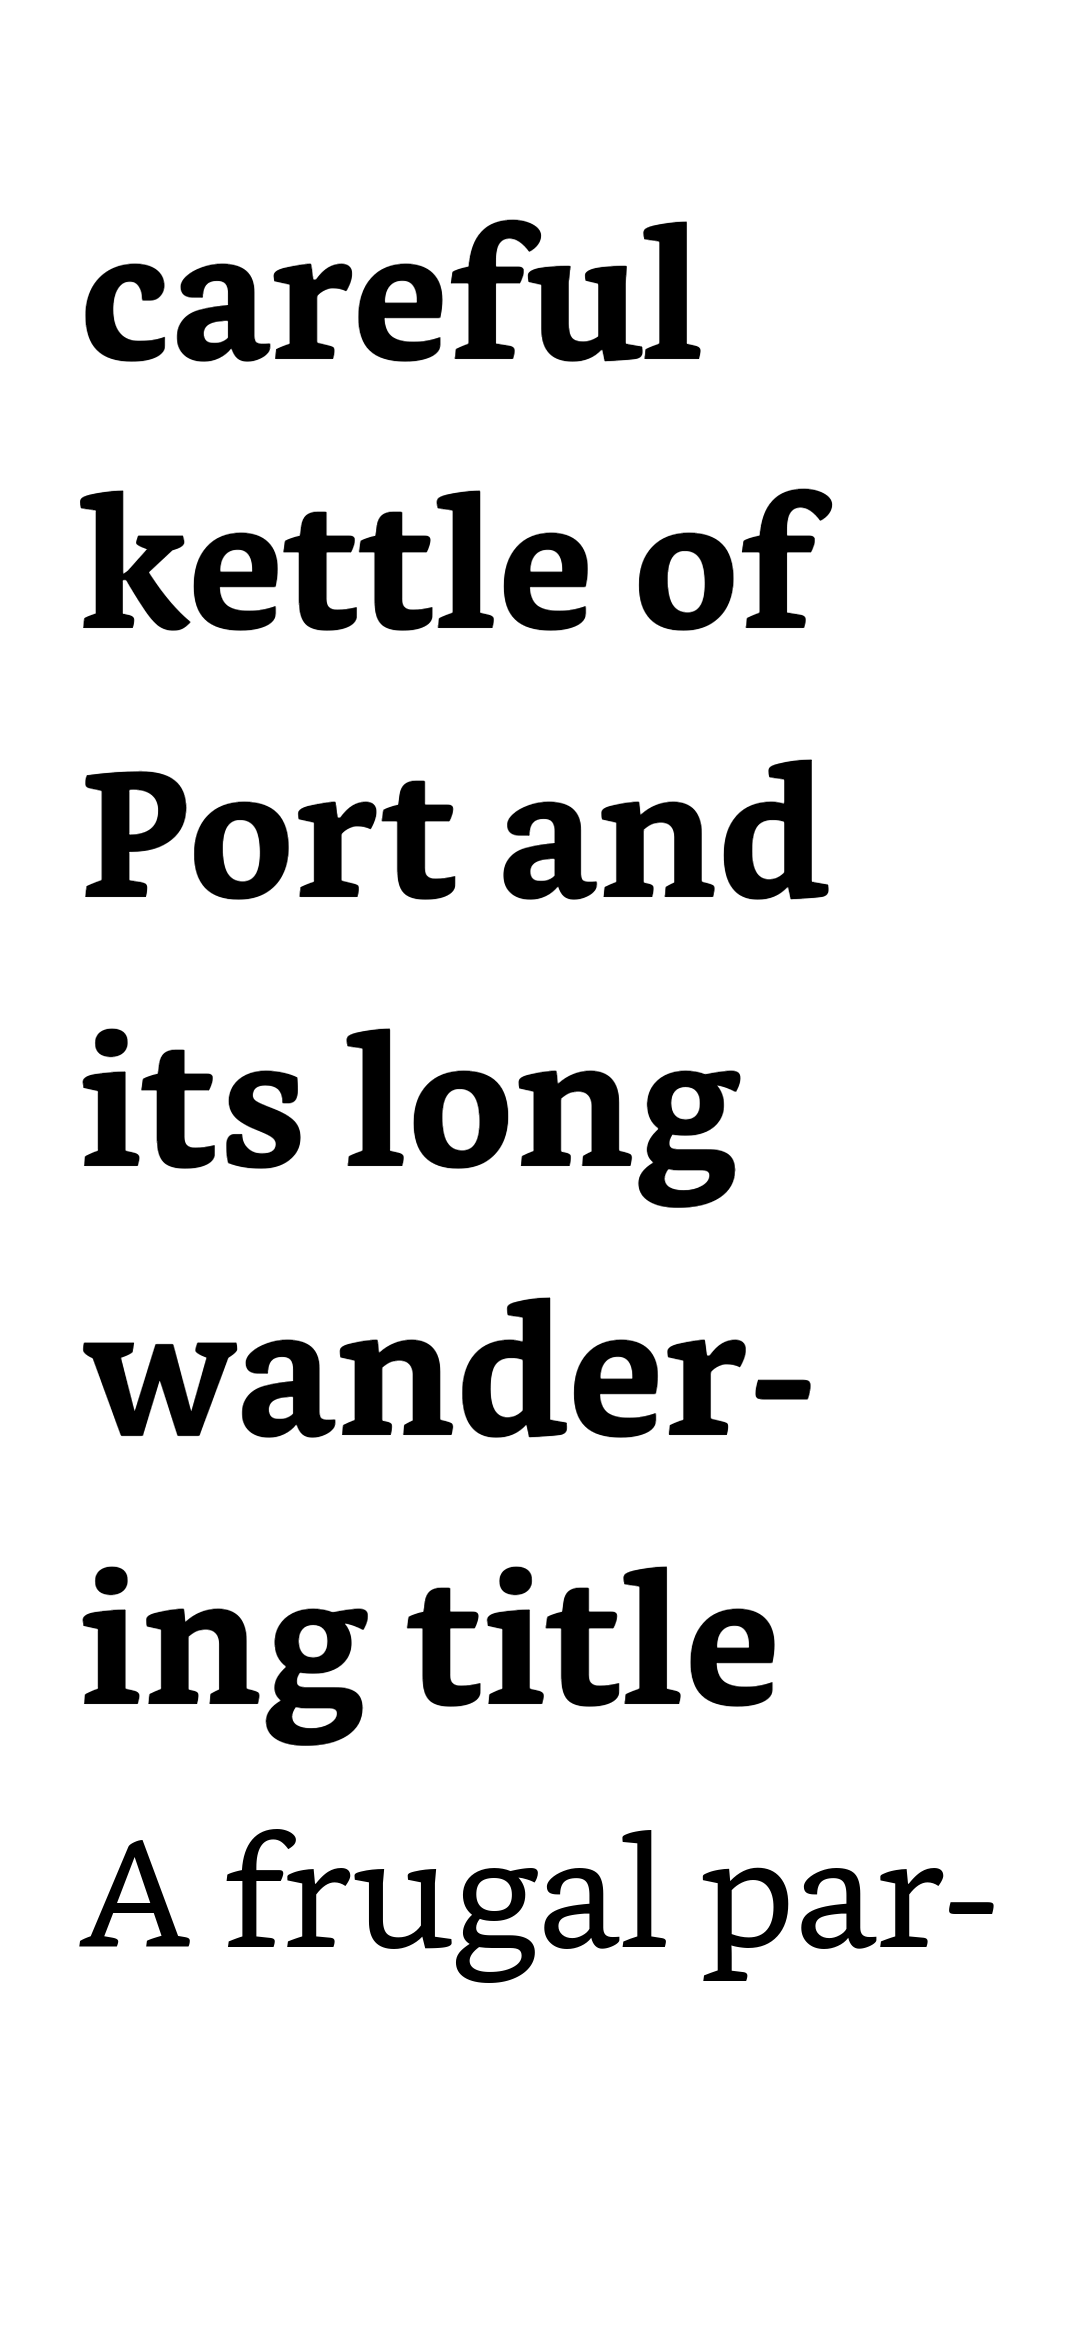 careful
kettle of
Port and
its long
wander-
ing title
A frugal par-